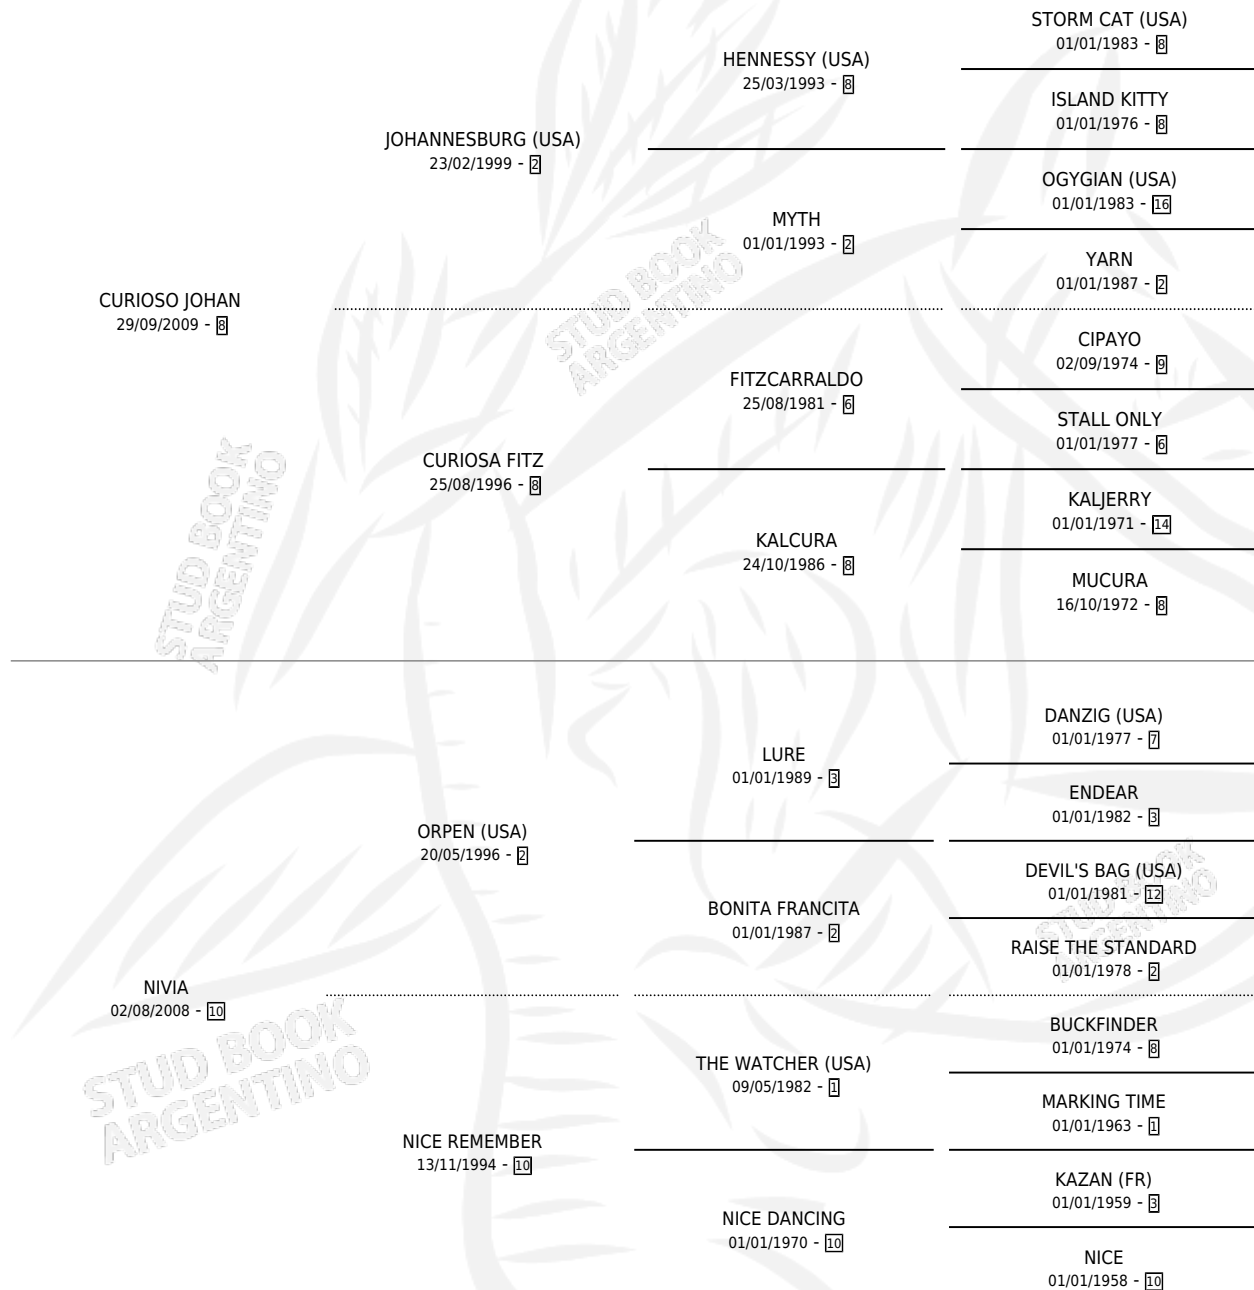 STORM CAT (USA)
01/01/1983 - 8
HENNESSY (USA)
25/03/1993 - 8
ISLAND KITTY
01/01/1976 - 8
JOHANNESBURG (USA)
23/02/1999 - 2
OGYGIAN (USA)
01/01/1983 - 16
MYTH
01/01/1993 - 2
YARN
01/01/1987 - 2
CURIOSO JOHAN
29/09/2009 - 8
CIPAYO
02/09/1974 - 9
FITZCARRALDO
25/08/1981 - 6
STALL ONLY
01/01/1977 - 6
CURIOSA FITZ
25/08/1996 - 8
KALJERRY
01/01/1971 - 14
KALCURA
24/10/1986 - 8
MUCURA
16/10/1972 - 8
STUD BOOK
ARGENTINO
STUD BOOK
ARGENTINO
DANZIG (USA)
01/01/1977 - 7
LURE
01/01/1989 - 3
ENDEAR
01/01/1982 - 3
ORPEN (USA)
20/05/1996 - 2
DEVIL'S BAG (USA)
01/01/1981 - 12
BONITA FRANCITA
01/01/1987 - 2
RAISE THE STANDARD
01/01/1978 - 2
NIVIA
02/08/2008 - 10
BUCKFINDER
01/01/1974 - 8
THE WATCHER (USA)
09/05/1982 - 1
MARKING TIME
01/01/1963 - 1
NICE REMEMBER
13/11/1994 - 10
KAZAN (FR)
01/01/1959 - 3
NICE DANCING
01/01/1970 - 10
NICE
01/01/1958 - 10
STUD BOOK
ARGENTINO
STUD BOOK
ARGENTINO